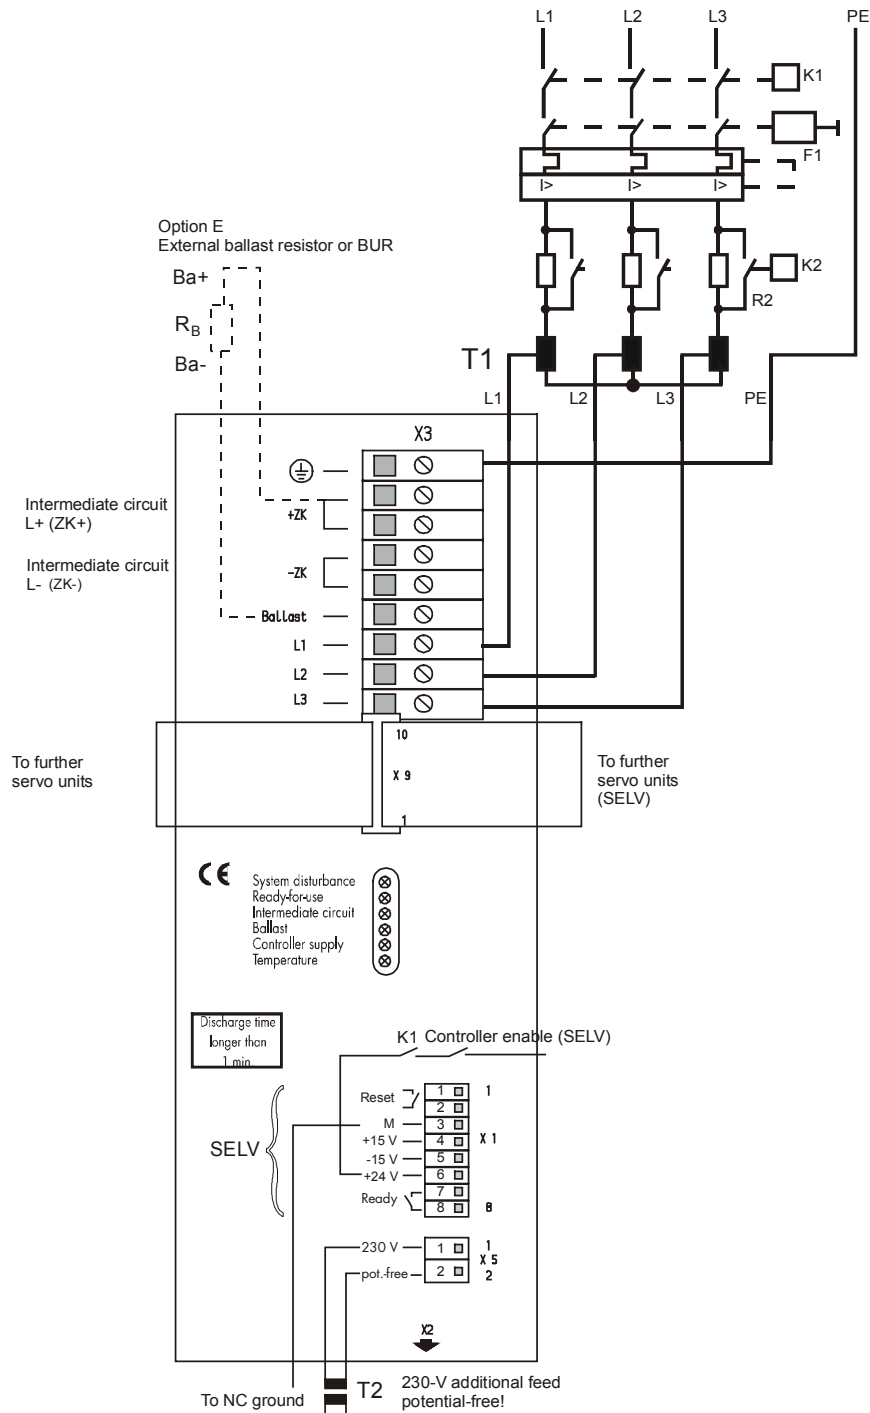 L1 L2 L3 PE
K1
F1
I> I> I>
Option E
External ballast resistor or BUR
Ba+
K2
R2
RB
Ba-
T1
L1 L2 L3 PE
X3
Intermediate circuit
L+ (ZK+)
+ZK
Intermediate circuit
L- (ZK-)
-ZK
Ballast
L1
L2
L3
10
To further
servo units
X 9
To further
servo units
(SELV)
1
CE
System disturbance
Ready-for-use
Intermediate circuit
Ballast
Controller supply
Temperature
Discharge time
longer than
1 min.
K1 Controller enable (SELV)
Reset 1 1
2
M 3
SELV
+15 V 4 X 1
-15 V 5
+24 V 6
Ready 7
8 8
230 V 1 1
X 5
pot.-free 2 2
X2
To NC ground
T2
230-V additional feed
potential-free!